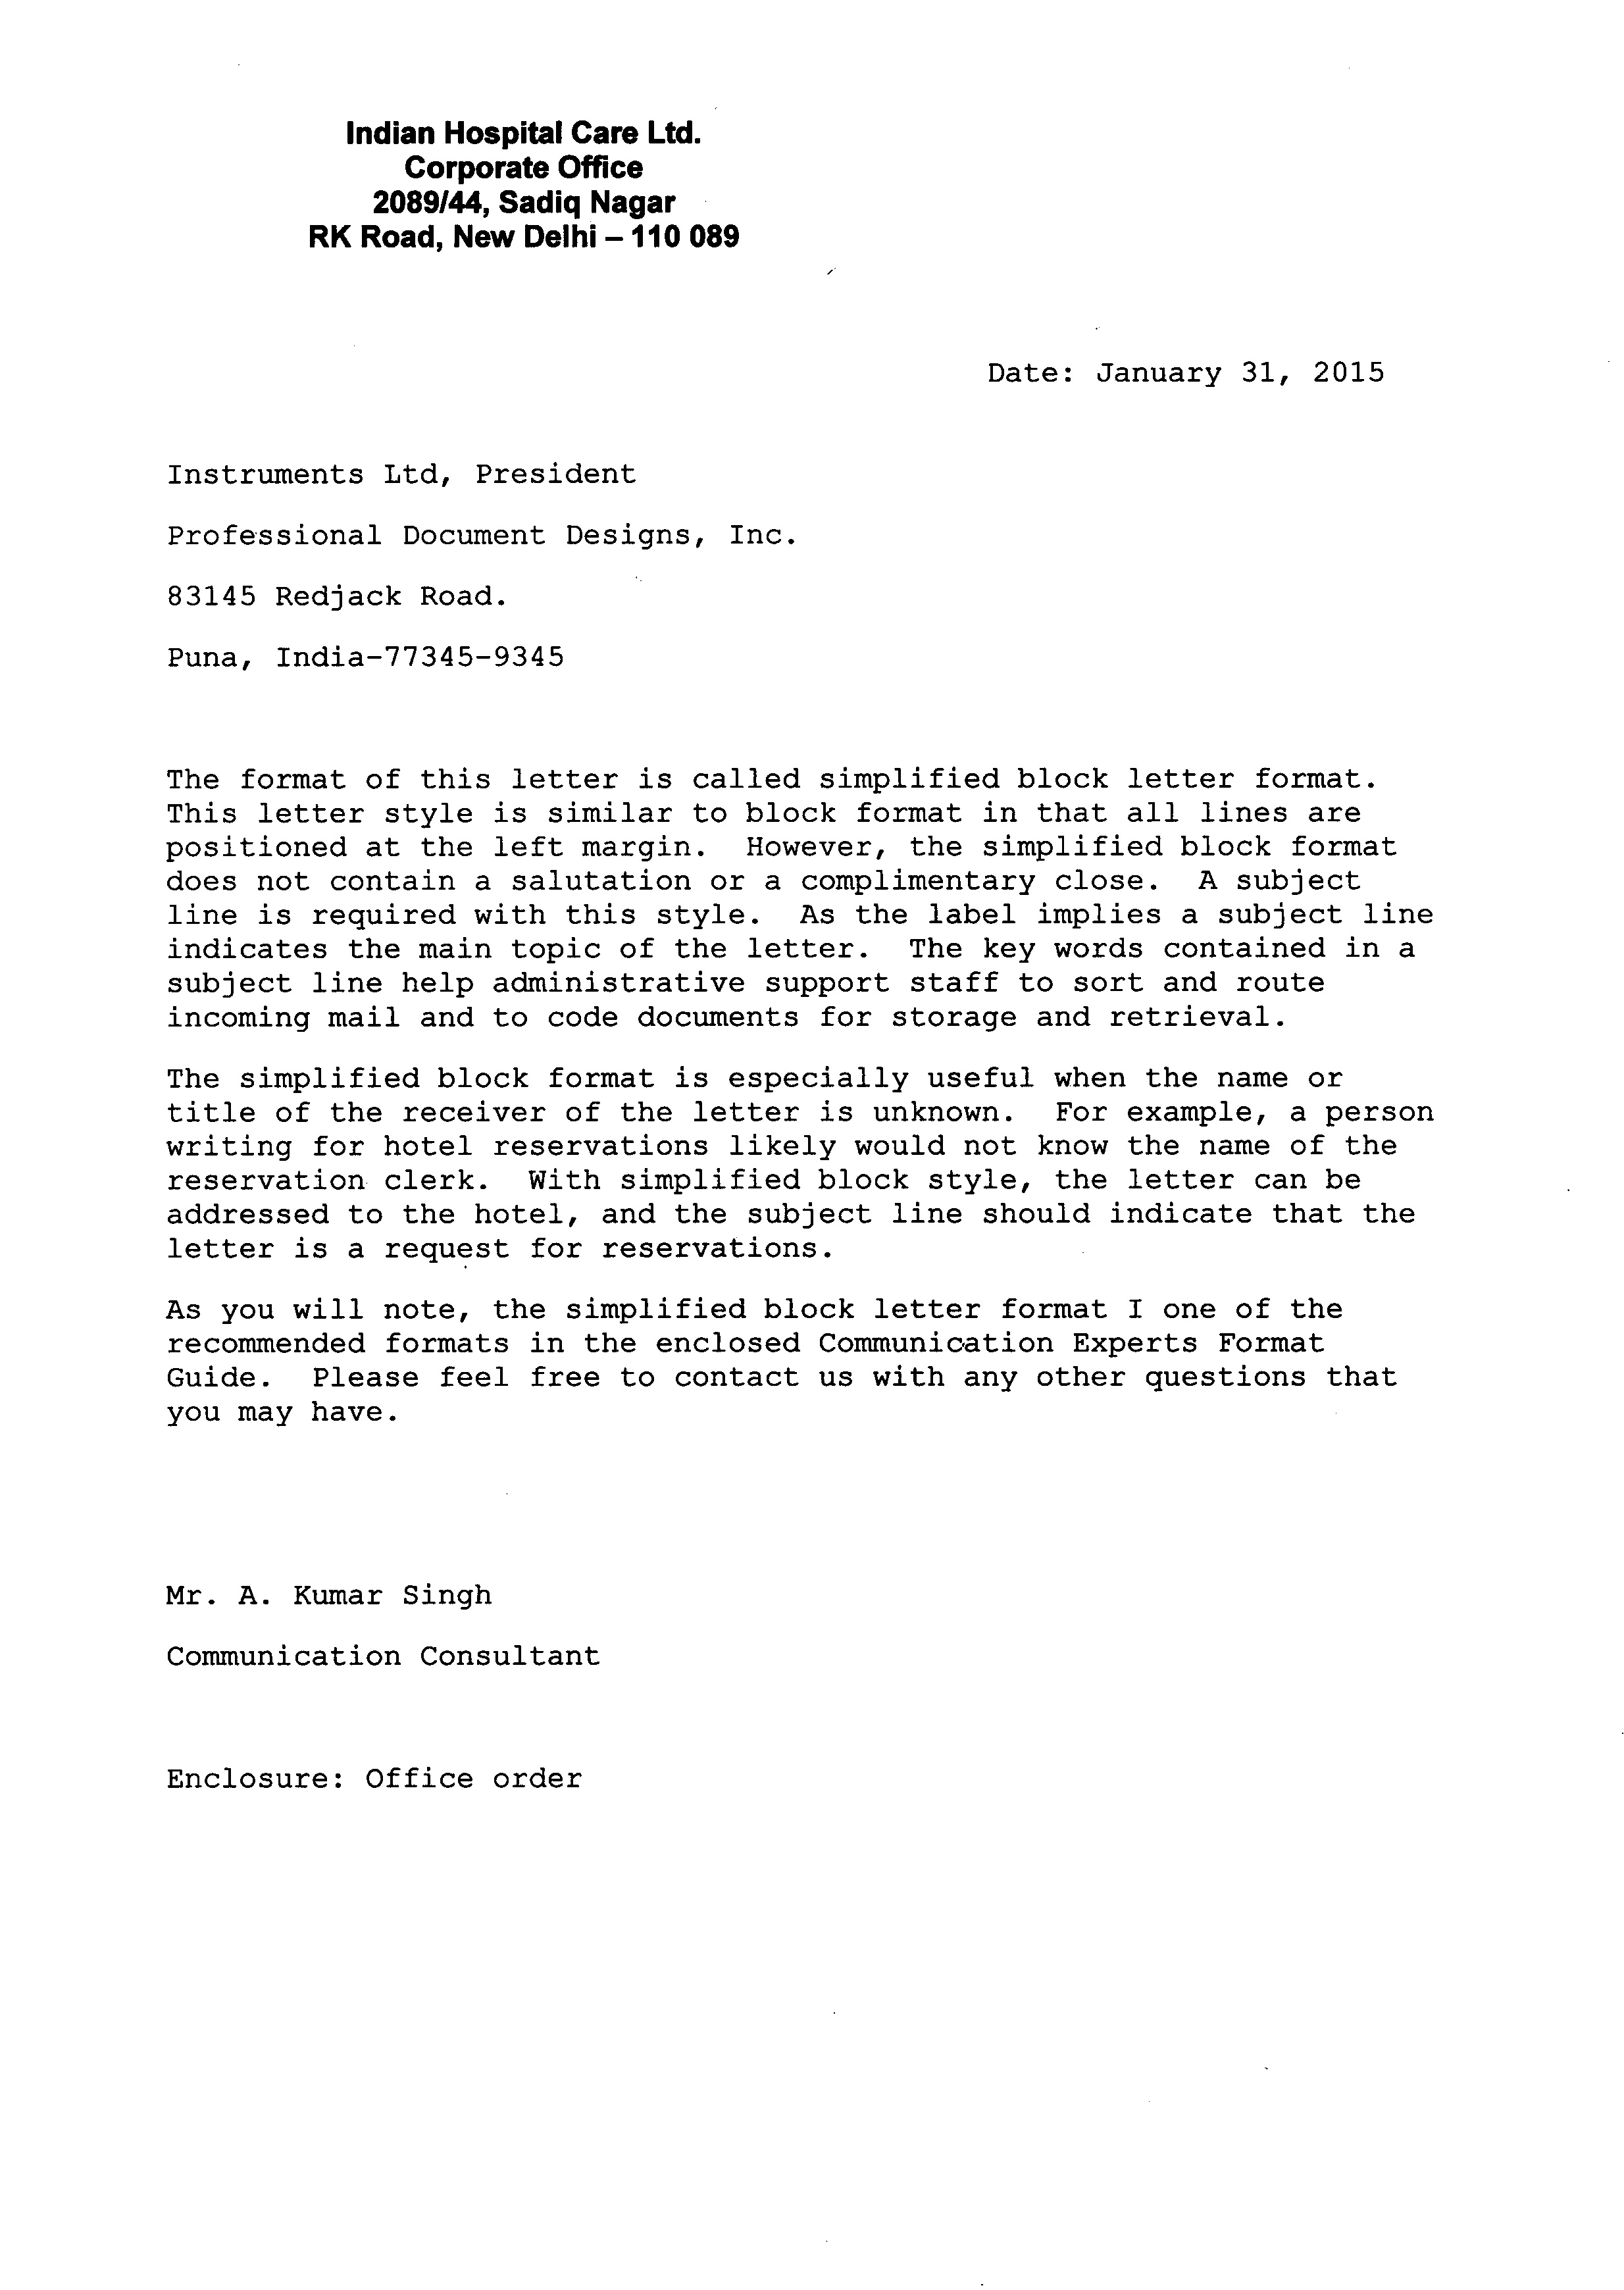 Indian Hospital Care Ltd.
Corporate Office
2089/44, Sadiq Nagar
RK Road, New Delhi – 110 089
Date: January 31, 2015
Instruments Ltd, President
Professional Document Designs, Inc.
83145 Redjack Road.
Puna, India-77345-9345
The format of this letter is called simplified block letter format.
This letter style is similar to block format in that all lines are
positioned at the left margin.  However, the simplified block format
does not contain a salutation or a complimentary close.  A subject
line is required with this style.  As the label implies a subject line
indicates the main topic of the letter.  The key words contained in a
subject line help administrative support staff to sort and route
incoming mail and to code documents for storage and retrieval.
The simplified block format is especially useful when the name or
title of the receiver of the letter is unknown.  For example, a person
writing for hotel reservations likely would not know the name of the
reservation clerk.  With simplified block style, the letter can be
addressed to the hotel, and the subject line should indicate that the
letter is a request for reservations.
As you will note, the simplified block letter format I one of the
recommended formats in the enclosed Communication Experts Format
Guide.  Please feel free to contact us with any other questions that
you may have.
Mr. A. Kumar Singh
Communication Consultant
Enclosure: Office order